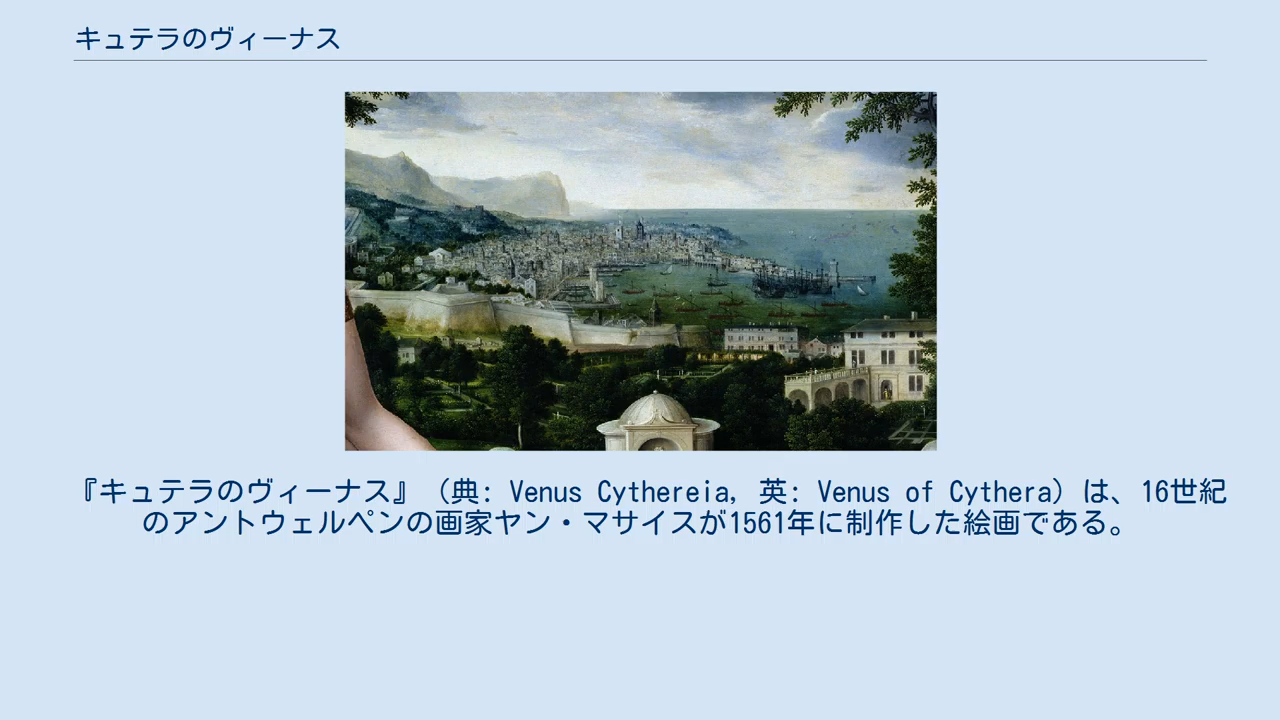 キュテラのヴィーナス
『キュテラのヴィーナス』（典: Venus Cythereia, 英: Venus of Cythera）は、16世紀
のアントウェルペンの画家ヤン・マサイスが1561年に制作した絵画である。